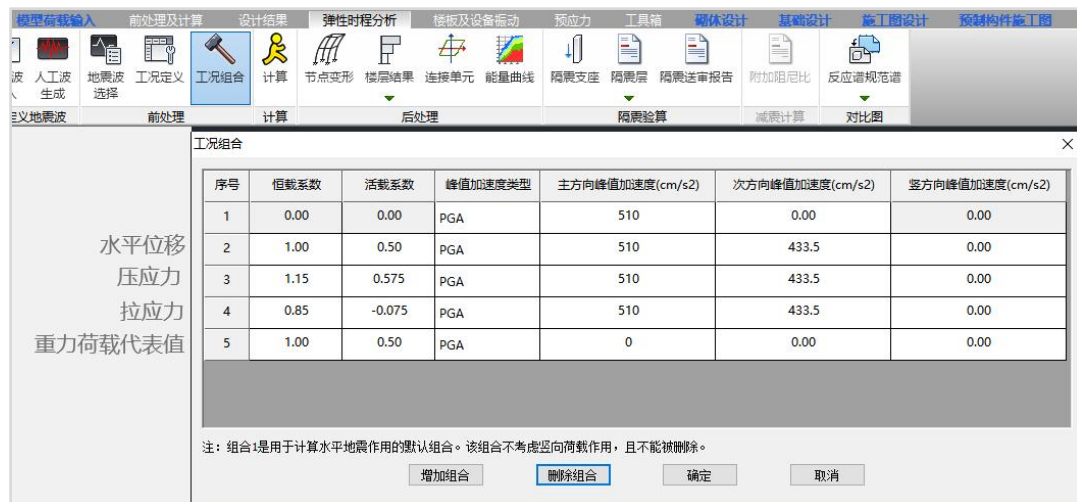 模型荷载输入 前处理及计算 设计结果 弹性时程分析 楼板及设备振动 预应力 工具箱 砌体设计 基础设计 施工图设计 预制构件施工图
波 人工波 地震波 工况定义 工况组合 计算 节点变形 楼层结果 连接单元 能量曲线 隔震支座 隔震层 隔震送审报告 附加阻尼比 反应谱规范谱
生成 选择
定义地震波 前处理 计算 后处理 隔震验算 减震计算 对比图
工况组合
序号 恒载系数 活载系数 峰值加速度类型 主方向峰值加速度(cm/s2) 次方向峰值加速度(cm/s2) 竖方向峰值加速度(cm/s2)
1 0.00 0.00 PGA 510 0.00 0.00
水平位移 2 1.00 0.50 PGA 510 433.5 0.00
压应力 3 1.15 0.575 PGA 510 433.5 0.00
拉应力 4 0.85 -0.075 PGA 510 433.5 0.00
重力荷载代表值 5 1.00 0.50 PGA 0 0.00 0.00
注：组合1是用于计算水平地震作用的默认组合。该组合不考虑竖向荷载作用，且不能被删除。
增加组合 删除组合 确定 取消